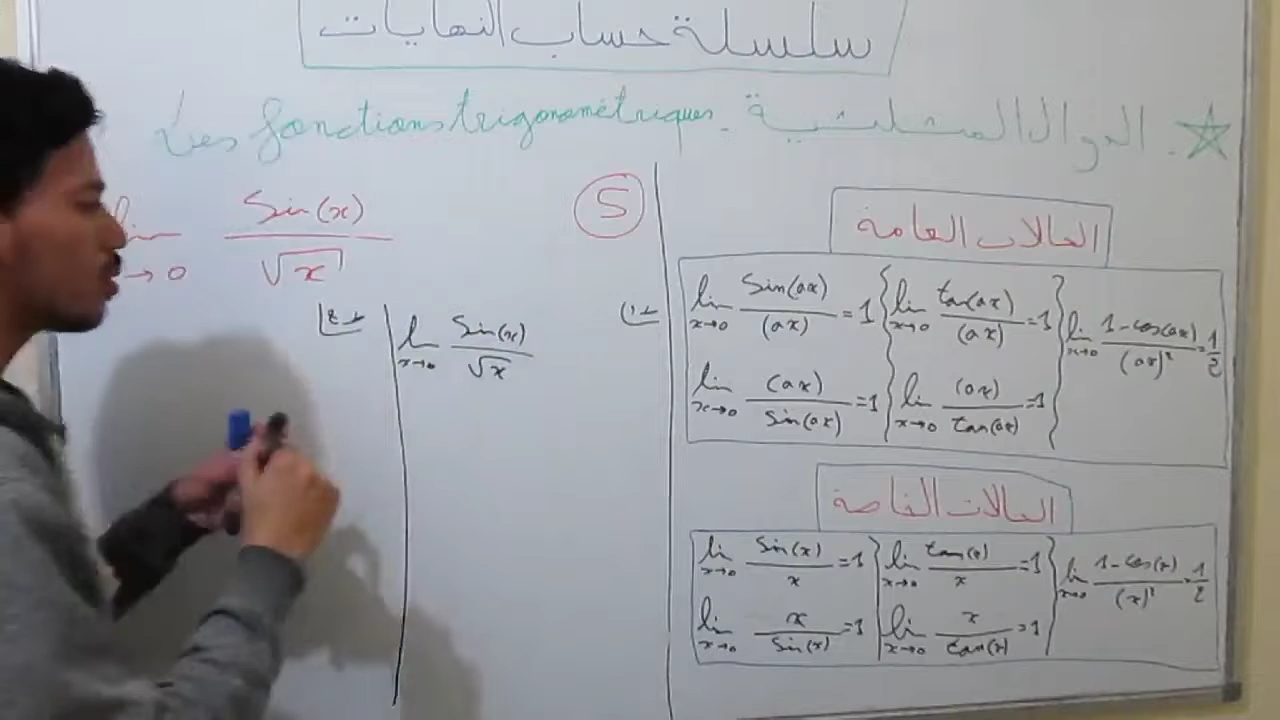 سلسلة حساب النهايات
Les fonctions trigonométriques. الدوال المثلثية.
lim x→0 Sin(x)/√x
5
الحالات العامة
lim x→0 Sin(ax)/(ax) = 1
lim x→0 tan(ax)/(ax) = 1
lim x→0 1-cos(ax)/(ax)² = 1/2
lim x→0 (ax)/Sin(ax) = 1
lim x→0 (ax)/tan(ax) = 1
ط1)
lim x→0 Sin(x)/√x
ط2
الحالات الخاصة
lim x→0 Sin(x)/x = 1
lim x→0 tan(x)/x = 1
lim x→0 1-cos(x)/(x)² = 1/2
lim x→0 x/Sin(x) = 1
lim x→0 x/tan(x) = 1